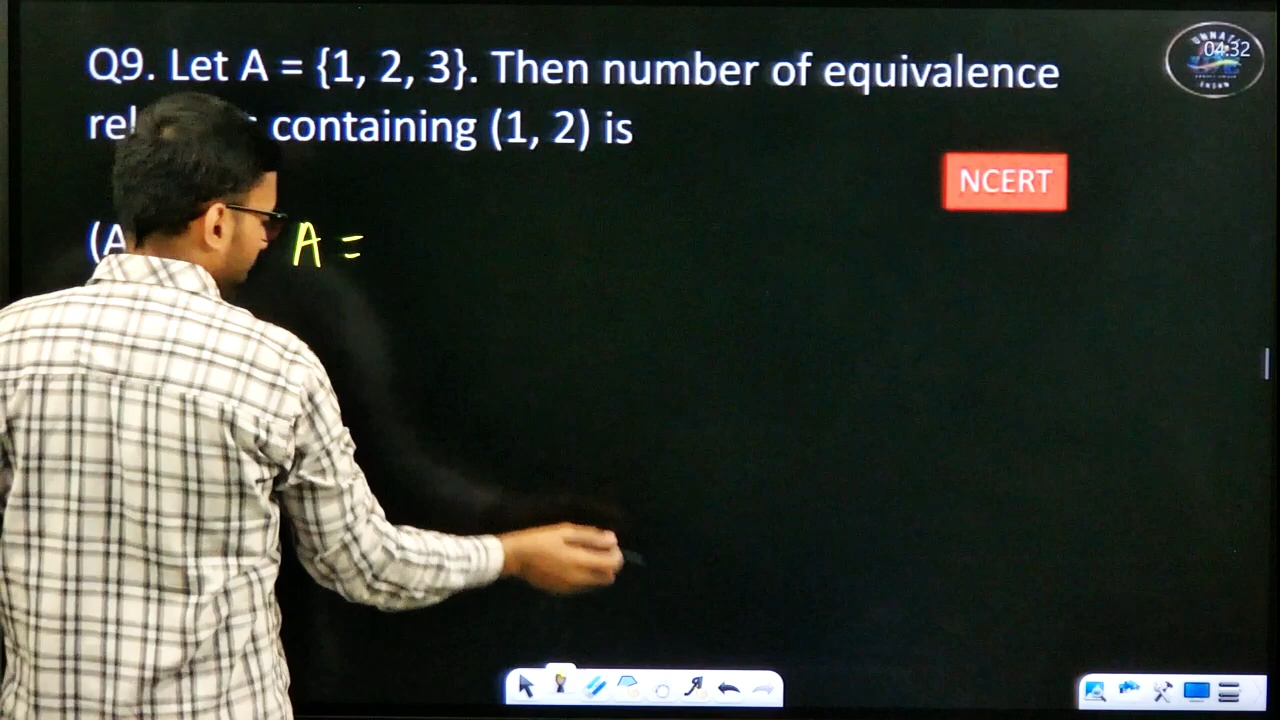 Q9. Let A = {1, 2, 3}. Then number of equivalence
containing (1, 2) is
NCERT
(A
A =
04:32